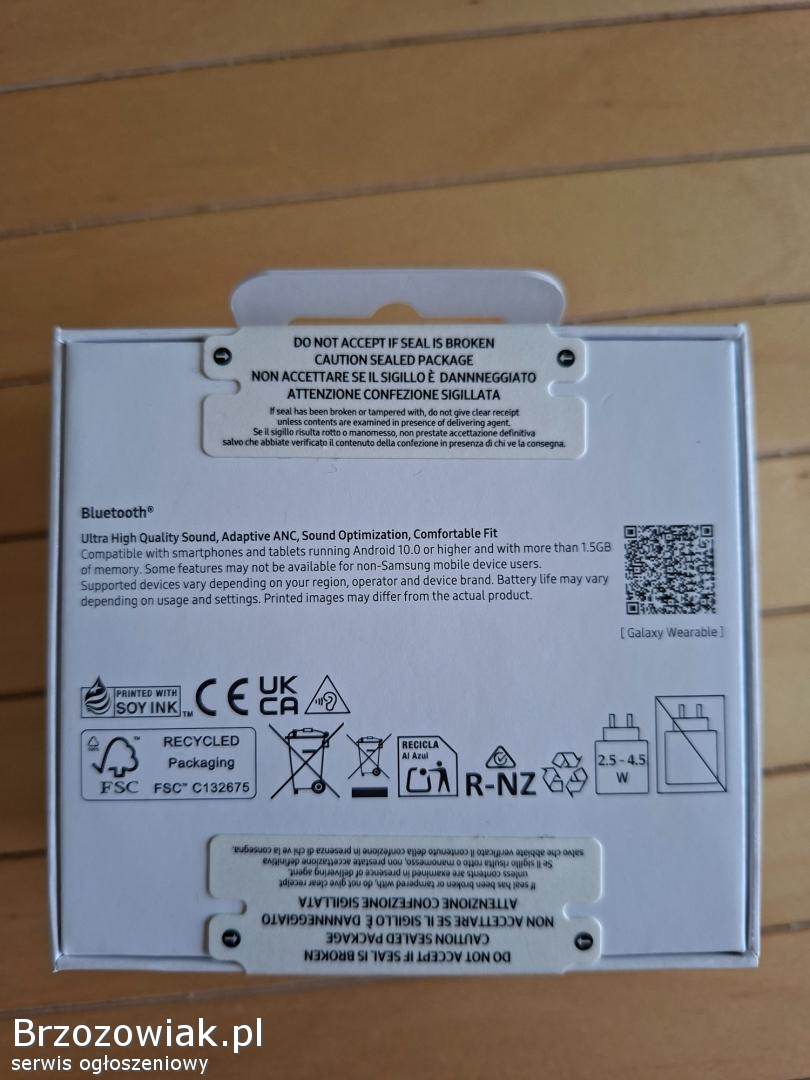 DO NOT ACCEPT IF SEAL IS BROKEN
CAUTION SEALED PACKAGE
NON ACCETTARE SE IL SIGILLO È DANNNEGGIATO
ATTENZIONE CONFEZIONE SIGILLATA
If seal has been broken or tampered with, do not give clear receipt
unless contents are examined in presence of delivering agent.
Se il sigillo risulta rotto o manomesso, non prestate accettazione definitiva
salvo che abbiate verificato il contenuto della confezione in presenza di chi ve la consegna.
Bluetooth®
Ultra High Quality Sound, Adaptive ANC, Sound Optimization, Comfortable Fit
Compatible with smartphones and tablets running Android 10.0 or higher and with more than 1.5GB
of memory. Some features may not be available for non-Samsung mobile device users.
Supported devices vary depending on your region, operator and device brand. Battery life may vary
depending on usage and settings. Printed images may differ from the actual product.
[ Galaxy Wearable ]
PRINTED WITH
SOY INK™
CE
UK
CA
FSC
RECYCLED
Packaging
FSC™ C132675
RECICLA
Al Azul
R-NZ
2.5 - 4.5
W
DO NOT ACCEPT IF SEAL IS BROKEN
CAUTION SEALED PACKAGE
NON ACCETTARE SE IL SIGILLO È DANNNEGGIATO
ATTENZIONE CONFEZIONE SIGILLATA
If seal has been broken or tampered with, do not give clear receipt
unless contents are examined in presence of delivering agent.
Se il sigillo risulta rotto o manomesso, non prestate accettazione definitiva
salvo che abbiate verificato il contenuto della confezione in presenza di chi ve la consegna.
Brzozowiak.pl
serwis ogłoszeniowy